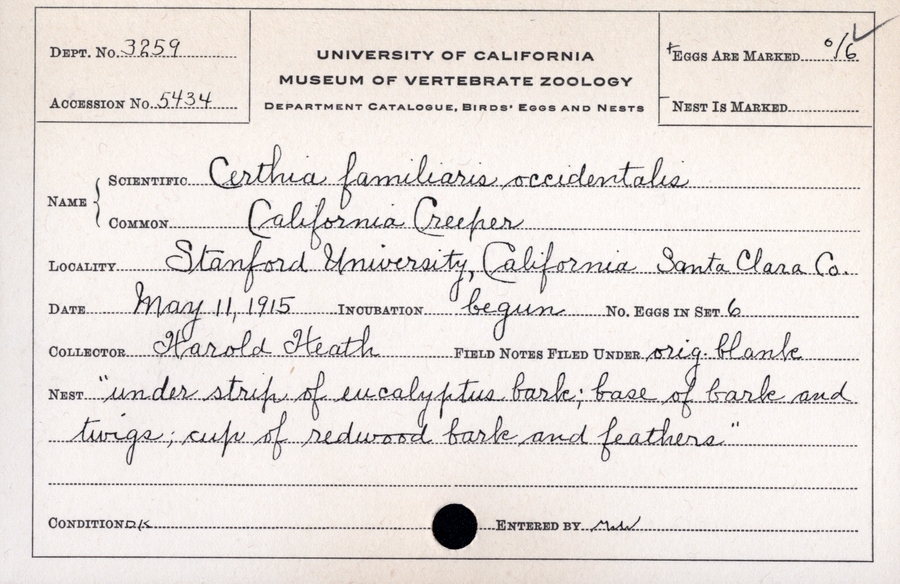 DEPT. NO. 3259
ACCESSION NO. 5434
UNIVERSITY OF CALIFORNIA
MUSEUM OF VERTEBRATE ZOOLOGY
DEPARTMENT CATALOGUE, BIRDS' EGGS AND NESTS
EGGS ARE MARKED 0/6
NEST IS MARKED
NAME
SCIENTIFIC Certhia familiaris occidentalis
COMMON California Creeper
LOCALITY Stanford University, California Santa Clara Co.
DATE May 11, 1915 INCUBATION begun NO. EGGS IN SET 6
COLLECTOR Harold Heath FIELD NOTES FILED UNDER orig. blank
NEST "under strip of eucalyptus bark; base of bark and
twigs; cup of redwood bark and feathers"
CONDITION OK ENTERED BY